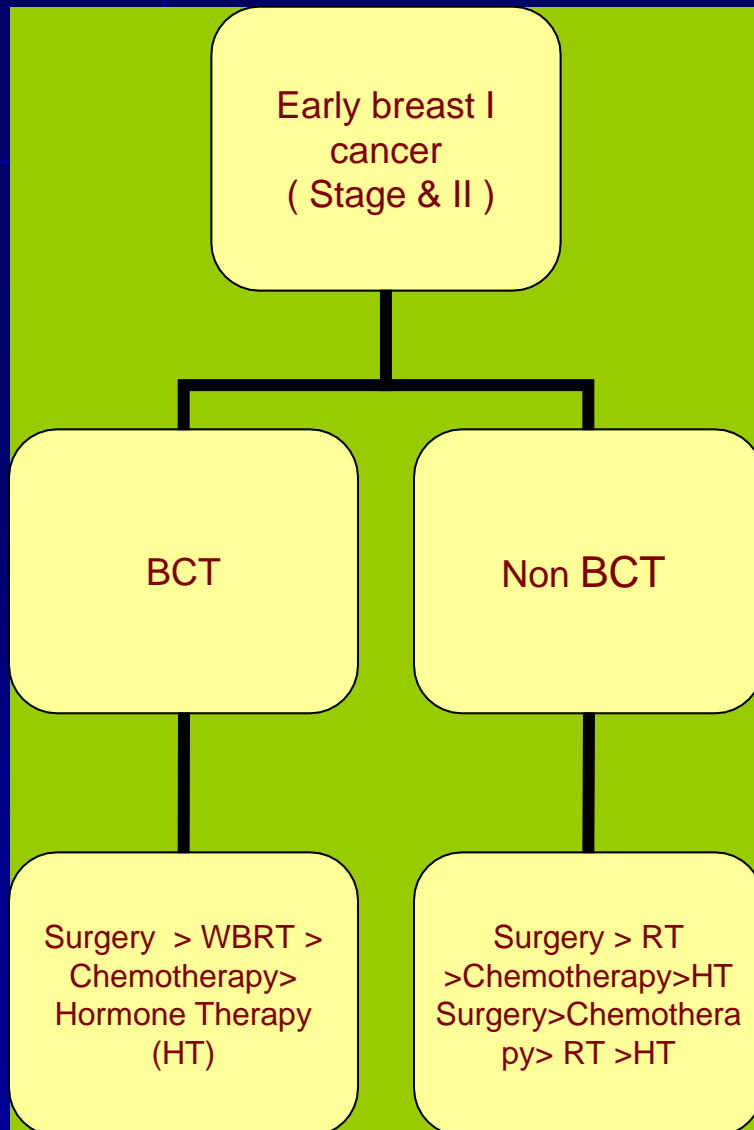 Early breast I
cancer
( Stage & II )
BCT
Non BCT
Surgery > WBRT >
Chemotherapy>
Hormone Therapy
(HT)
Surgery > RT
>Chemotherapy>HT
Surgery>Chemothera
py> RT >HT